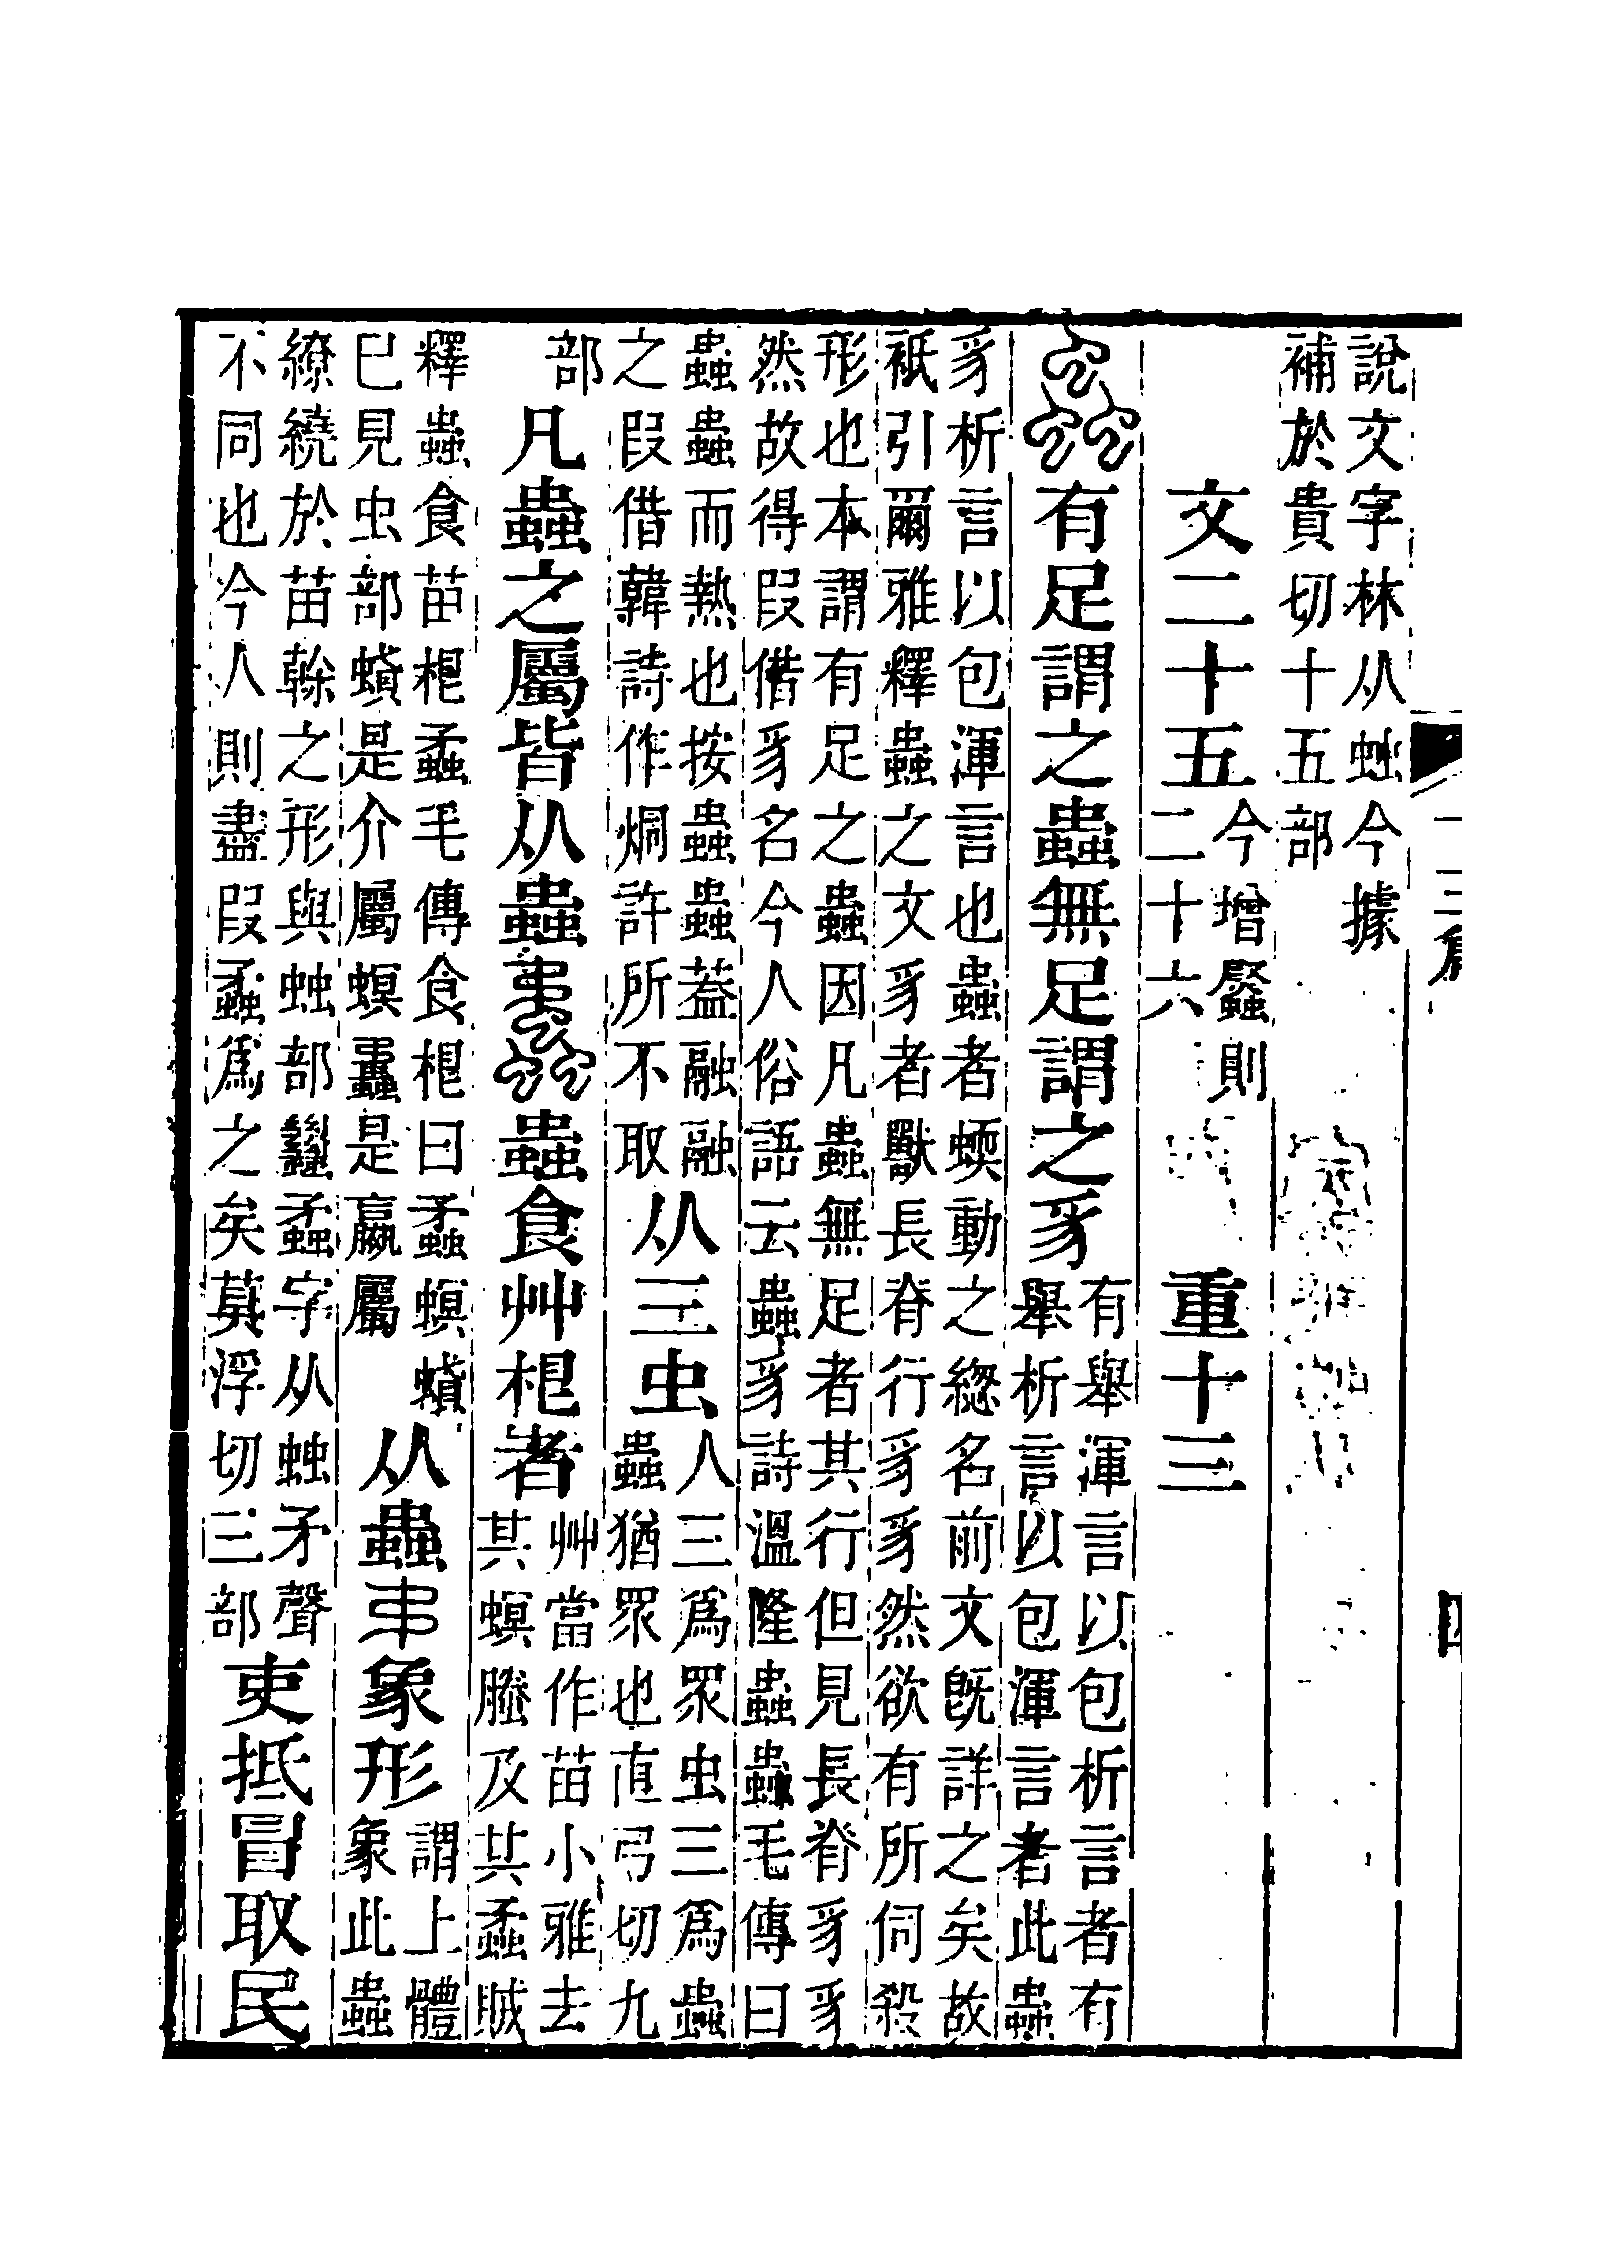 說文字林从䖵今據
補於貴切十五部
文二十五
今增則
二十六
重十三
蟲有足謂之蟲無足謂之豸
有舉渾言以包析言者有
舉析言以包渾言者此蟲
豸析言以包渾言也蟲者蝡動之緫名前文旣詳之矣故
祇引爾雅釋蟲之文豸者獸長脊行豸豸然欲有所伺殺
形也本謂有足之蟲因凡蟲無足者其行但見長脊豸豸
然故得叚借豸名今人俗語云蟲豸詩溫隆蟲蟲毛傳曰
蟲蟲而熱也按蟲蟲葢融融
之叚借韓詩作烔許所不取
从三虫
人三爲眾虫三爲蟲
蟲猶眾也直弓切九
部
凡蟲之屬皆从蟲
蟲食艸根者
艸當作苗小雅去
其螟螣及其蟊賊
釋蟲食苗根蟊毛傳食根曰蟊螟蟥
巳見虫部蟥是介屬螟是蠃屬
从蟲弔象形
謂上體
象此蟲
繚繞於苗榦之形與䖵部蠿蟊字从䖵矛聲
不同也今人則盡叚蟊爲之矣莫浮切三部
吏抵冒取民